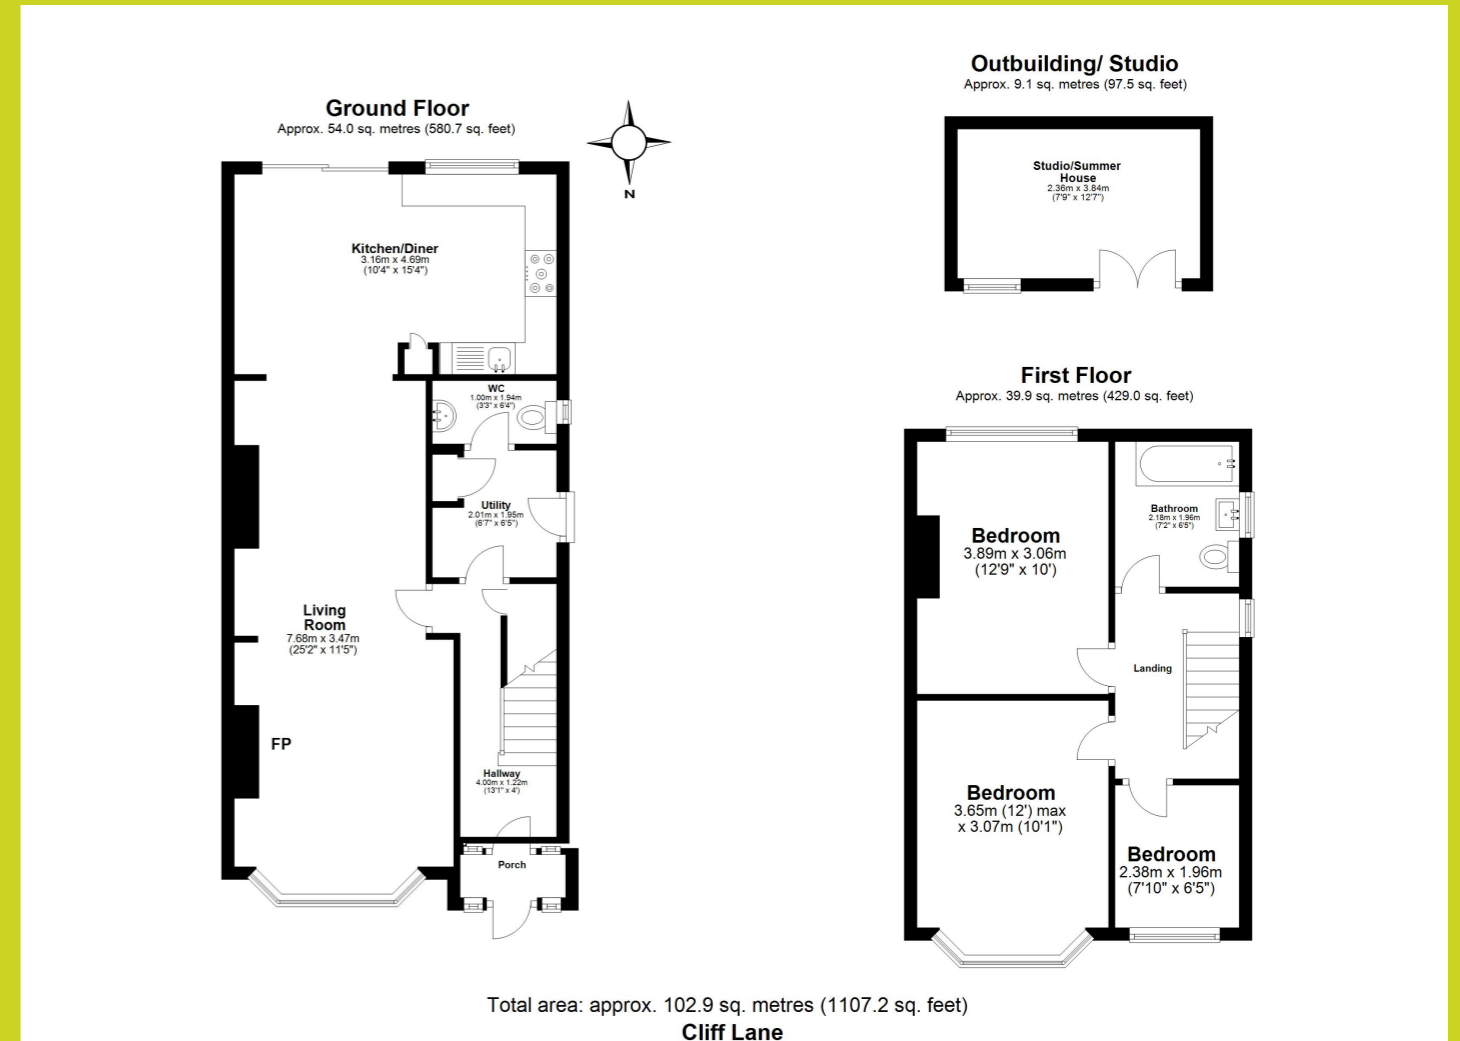 Outbuilding/ Studio
Approx. 9.1 sq. metres (97.5 sq. feet)
Studio/Summer
House
2.36m x 3.84m
(7'9" x 12'7")
Ground Floor
Approx. 54.0 sq. metres (580.7 sq. feet)
N
Kitchen/Diner
3.16m x 4.69m
(10'4" x 15'4")
WC
1.00m x 1.94m
(3'3" x 6'4")
Utility
2.01m x 1.95m
(6'7" x 6'5")
Living
Room
7.68m x 3.47m
(25'2" x 11'5")
FP
Hallway
4.00m x 1.22m
(13'1" x 4')
Porch
First Floor
Approx. 39.9 sq. metres (429.0 sq. feet)
Bedroom
3.89m x 3.06m
(12'9" x 10')
Bathroom
2.18m x 1.96m
(7'2" x 6'5")
Landing
Bedroom
3.65m (12') max
x 3.07m (10'1")
Bedroom
2.38m x 1.96m
(7'10" x 6'5")
Total area: approx. 102.9 sq. metres (1107.2 sq. feet)
Cliff Lane